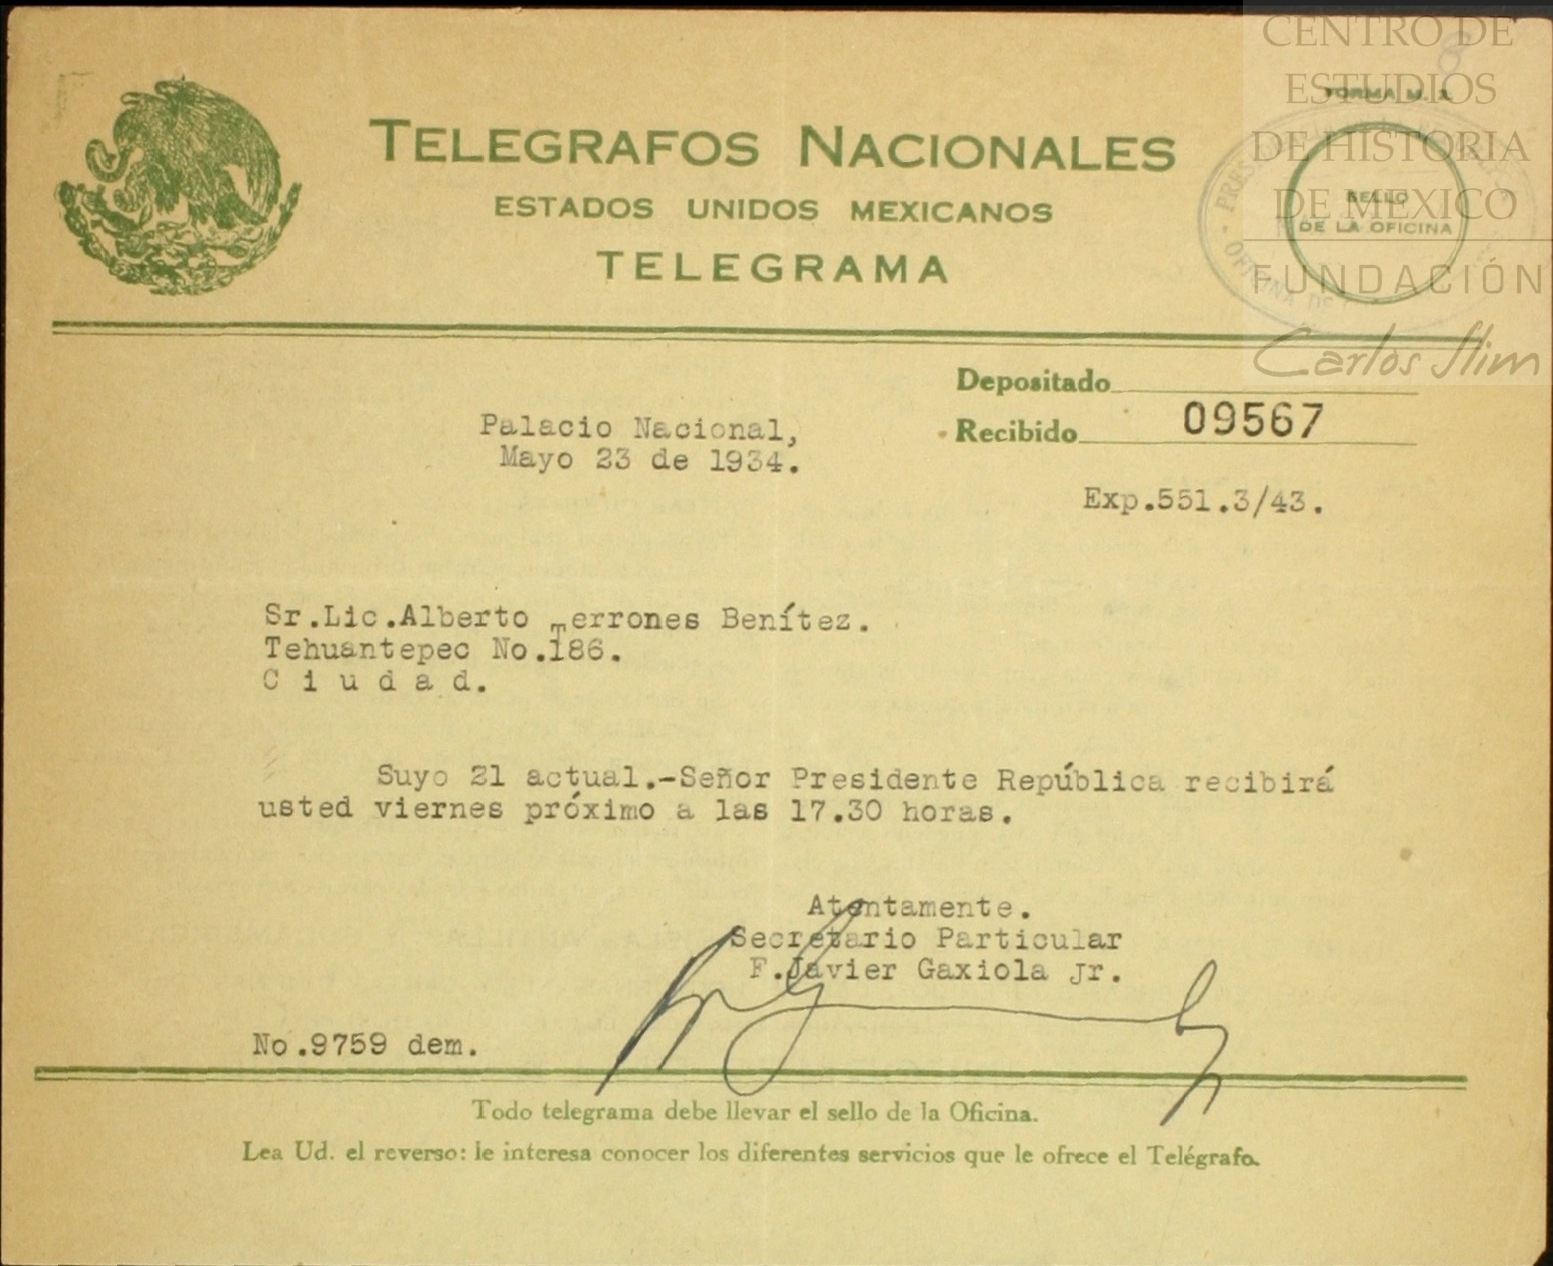 CENTRO DE
ESTUDIOS
DE HISTORIA
DE MEXICO
FUNDACIÓN
Carlos Slim
FORMA M. 1
SELLO
DE LA OFICINA
TELEGRAFOS NACIONALES
ESTADOS UNIDOS MEXICANOS
TELEGRAMA
Depositado
Recibido 09567
Palacio Nacional,
Mayo 23 de 1934.
Exp.551.3/43.
Sr.Lic.Alberto Terrones Benítez.
Tehuantepec No.186.
C i u d a d.
Suyo 21 actual.-Señor Presidente República recibirá
usted viernes próximo a las 17.30 horas.
Atentamente.
Secretario Particular
F.Javier Gaxiola Jr.
No.9759 dem.
Todo telegrama debe llevar el sello de la Oficina.
Lea Ud. el reverso: le interesa conocer los diferentes servicios que le ofrece el Telégrafo.